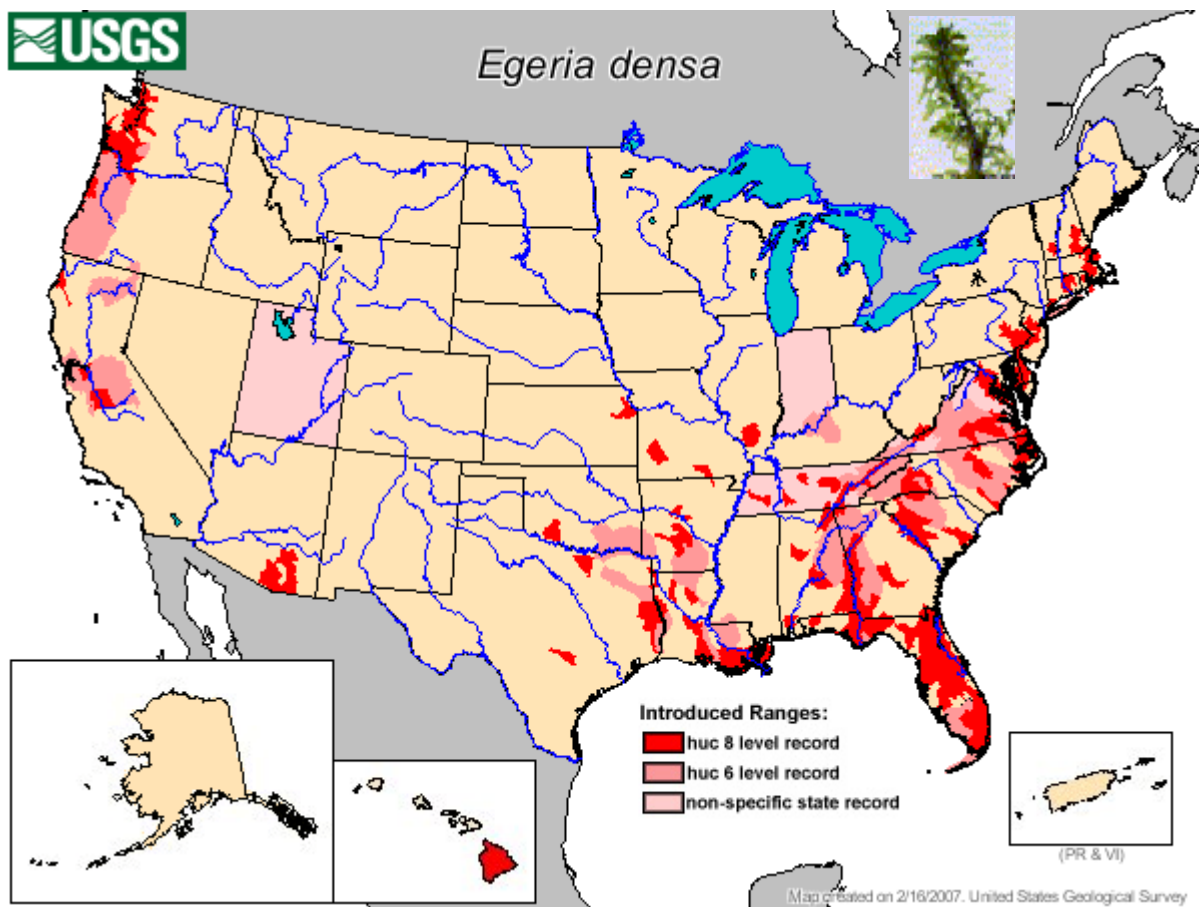 USGS
Egeria densa
Introduced Ranges:
huc 8 level record
huc 6 level record
non-specific state record
(PR & VI)
Map created on 2/16/2007. United States Geological Survey